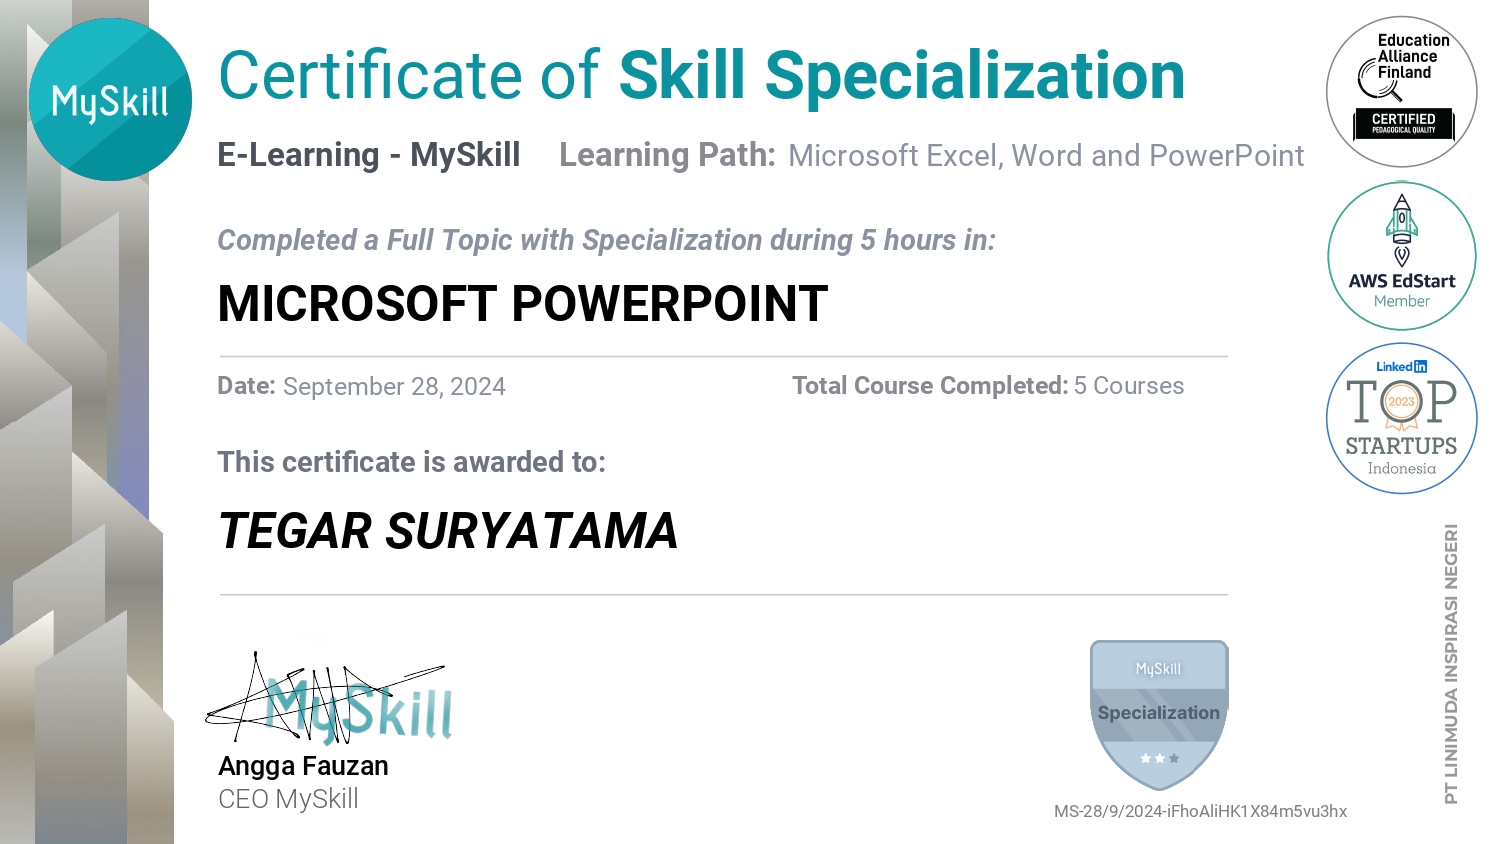 MySkill
Certificate of Skill Specialization
E-Learning - MySkill Learning Path: Microsoft Excel, Word and PowerPoint
Completed a Full Topic with Specialization during 5 hours in:
MICROSOFT POWERPOINT
Date: September 28, 2024 Total Course Completed: 5 Courses
This certificate is awarded to:
TEGAR SURYATAMA
MySkill
Angga Fauzan
CEO MySkill
MySkill
Specialization
MS-28/9/2024-iFhoAliHK1X84m5vu3hx
Education
Alliance
Finland
CERTIFIED
PEDAGOGICAL QUALITY
AWS EdStart
Member
Linked in
TOP
2023
STARTUPS
Indonesia
PT LINIMUDA INSPIRASI NEGERI